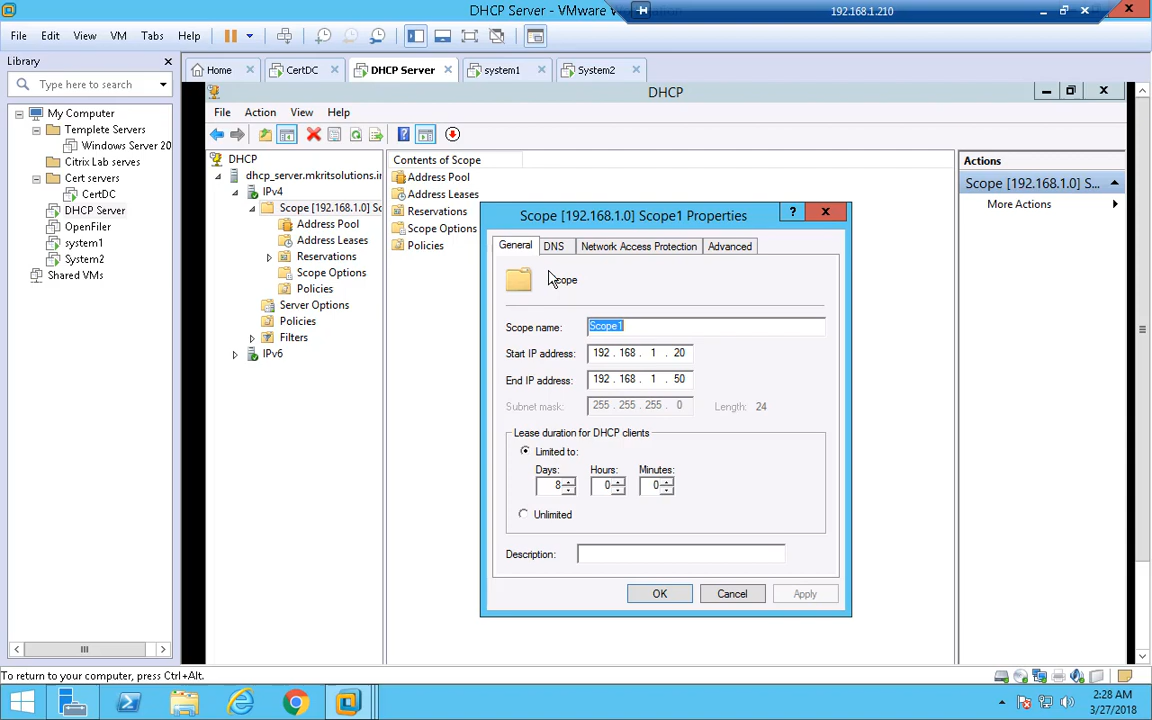 DHCP Server - VMware W
192.168.1.210
File Edit View VM Tabs Help
Library
Type here to search
Home CertDC DHCP Server system1 System2
My Computer
Template Servers
Windows Server 20
Citrix Lab serves
Cert servers
CertDC
DHCP Server
OpenFiler
system1
System2
Shared VMs
DHCP
File Action View Help
DHCP
dhcp_server.mkritsolutions.in
IPv4
Scope [192.168.1.0] Sc
Address Pool
Address Leases
Reservations
Scope Options
Policies
Server Options
Policies
Filters
IPv6
Contents of Scope
Address Pool
Address Leases
Reservations
Scope Options
Policies
Actions
Scope [192.168.1.0] S...
More Actions
Scope [192.168.1.0] Scope1 Properties
General DNS Network Access Protection Advanced
Scope
Scope name: Scope1
Start IP address: 192 . 168 . 1 . 20
End IP address: 192 . 168 . 1 . 50
Subnet mask: 255 . 255 . 255 . 0 Length: 24
Lease duration for DHCP clients
Limited to:
Days: Hours: Minutes:
8 0 0
Unlimited
Description:
OK Cancel Apply
To return to your computer, press Ctrl+Alt.
2:28 AM
3/27/2018